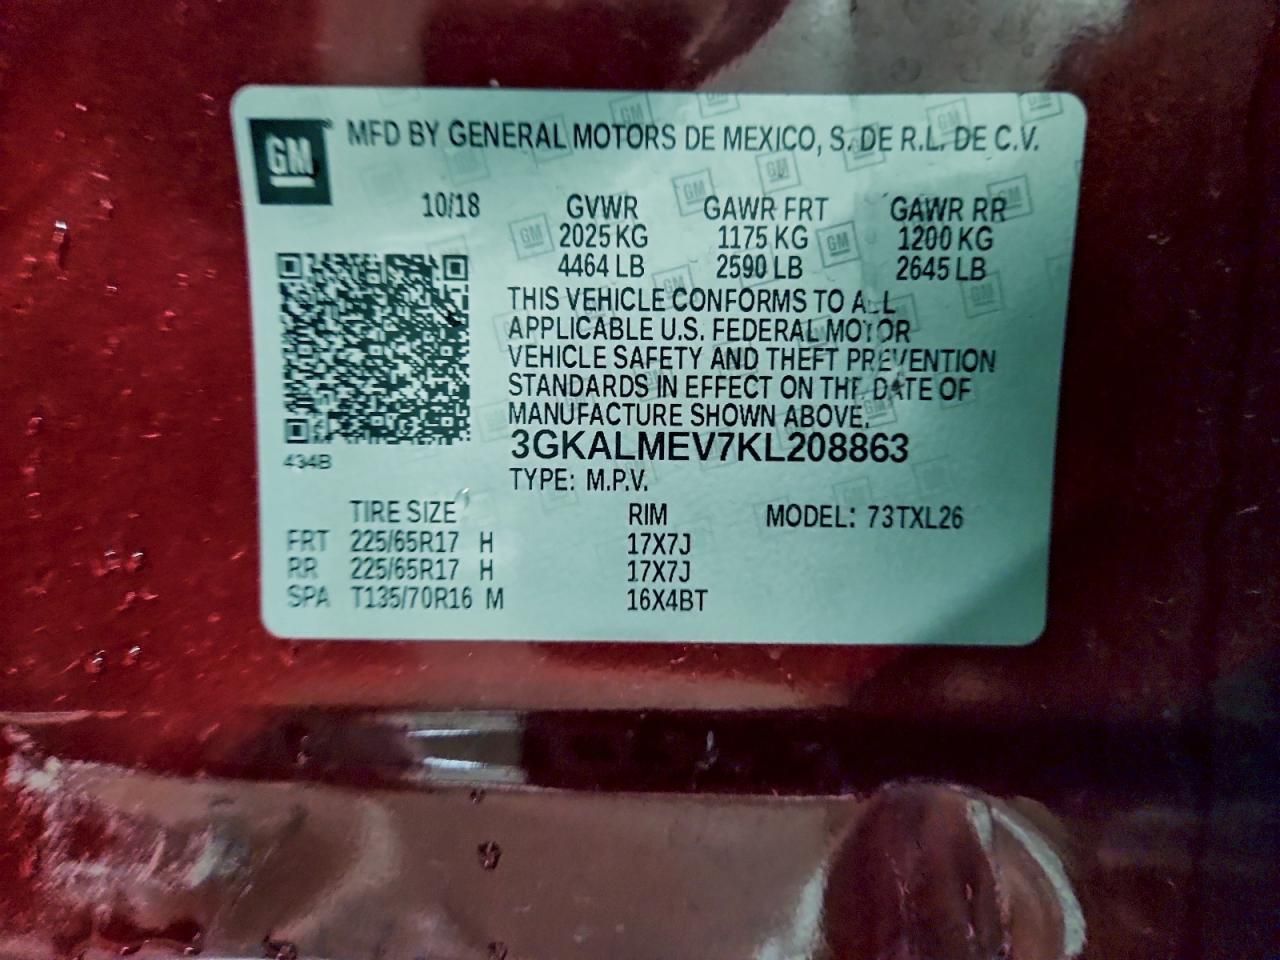 GM® MFD BY GENERAL MOTORS DE MEXICO, S. DE R.L. DE C.V.
10/18 GVWR GAWR FRT GAWR RR
2025 KG 1175 KG 1200 KG
4464 LB 2590 LB 2645 LB
THIS VEHICLE CONFORMS TO ALL
APPLICABLE U.S. FEDERAL MOTOR
VEHICLE SAFETY AND THEFT PREVENTION
STANDARDS IN EFFECT ON THE DATE OF
MANUFACTURE SHOWN ABOVE.
3GKALMEV7KL208863
434B
TYPE: M.P.V.
TIRE SIZE RIM MODEL: 73TXL26
FRT 225/65R17 H 17X7J
RR 225/65R17 H 17X7J
SPA T135/70R16 M 16X4BT